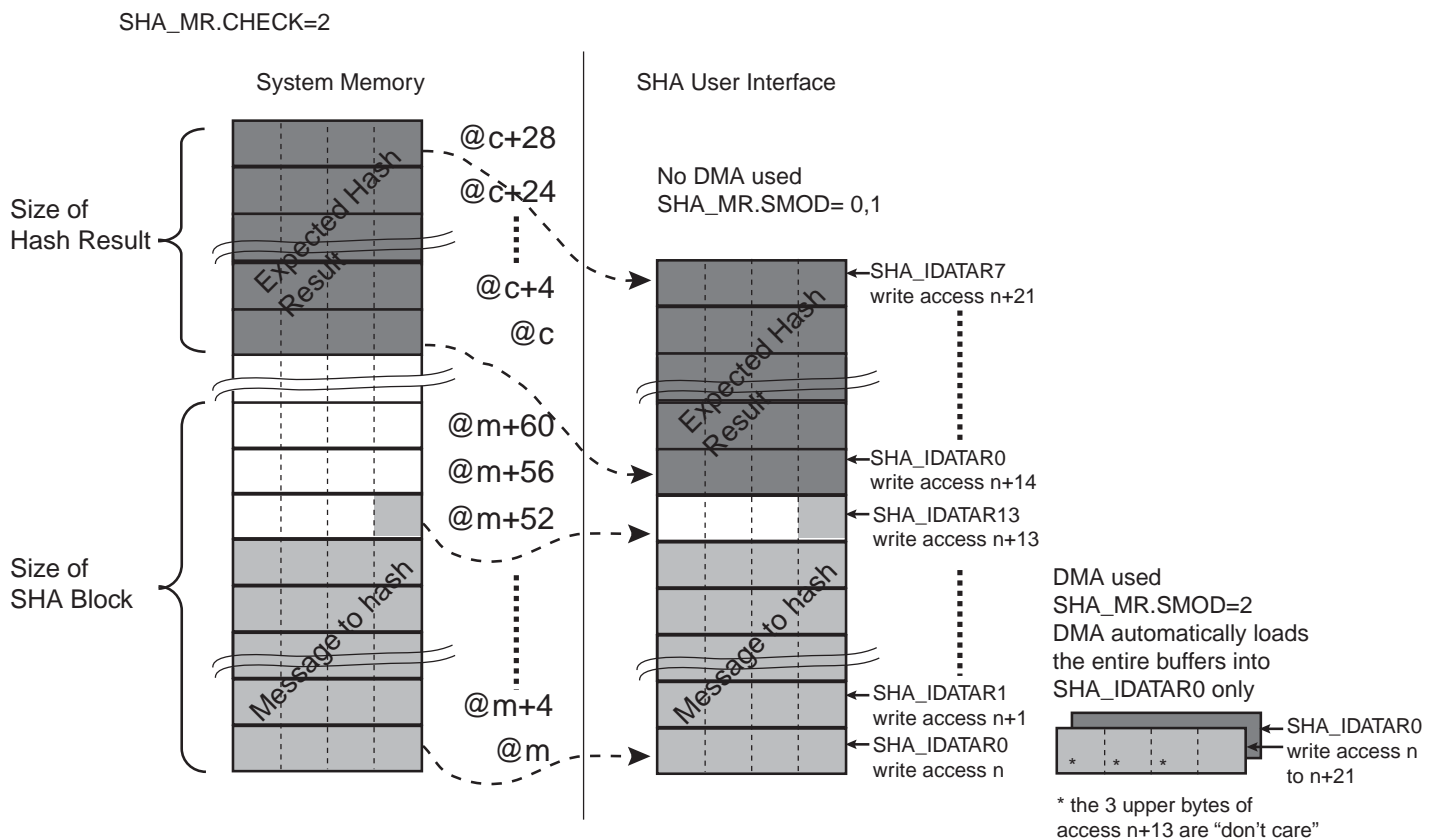 SHA_MR.CHECK=2
System Memory
SHA User Interface
Size of
Hash Result
Expected Hash
Result
@c+28
@c+24
@c+4
@c
No DMA used
SHA_MR.SMOD= 0,1
Expected Hash
Result
SHA_IDATAR7
write access n+21
SHA_IDATAR0
write access n+14
SHA_IDATAR13
write access n+13
Size of
SHA Block
Message to hash
@m+60
@m+56
@m+52
@m+4
@m
Message to hash
SHA_IDATAR1
write access n+1
SHA_IDATAR0
write access n
DMA used
SHA_MR.SMOD=2
DMA automatically loads
the entire buffers into
SHA_IDATAR0 only
SHA_IDATAR0
write access n
to n+21
* * *
* the 3 upper bytes of
access n+13 are “don’t care”